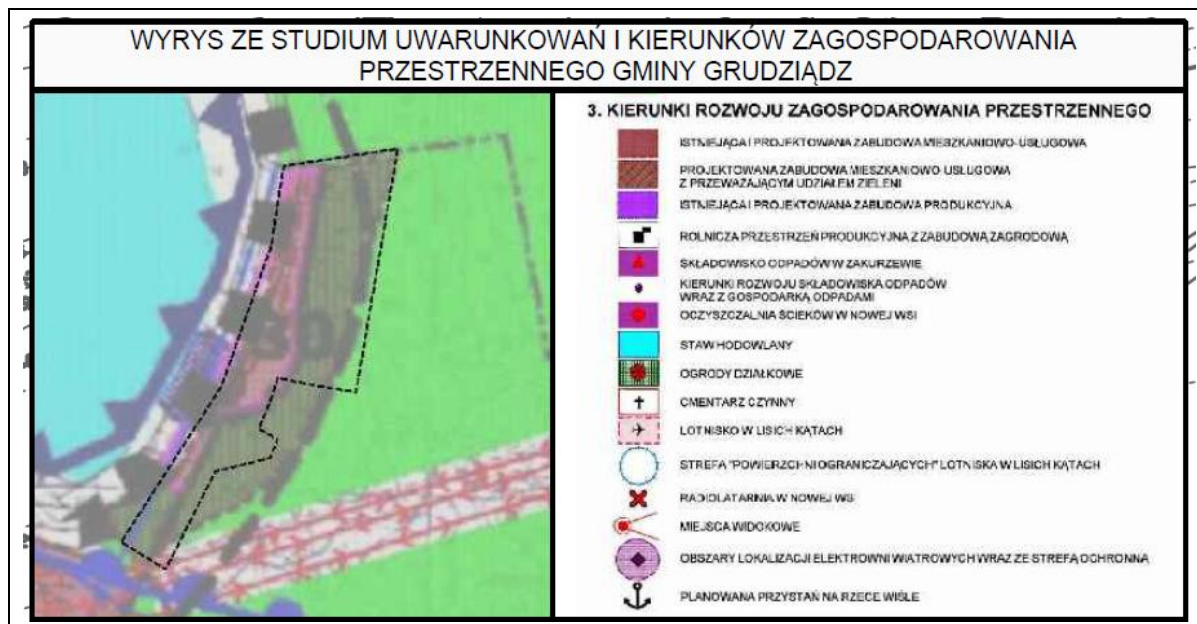 WYRYS ZE STUDIUM UWARUNKOWAŃ I KIERUNKÓW ZAGOSPODAROWANIA
PRZESTRZENNEGO GMINY GRUDZIĄDZ
3. KIERUNKI ROZWOJU ZAGOSPODAROWANIA PRZESTRZENNEGO
ISTNIEJĄCA I PROJEKTOWANA ZABUDOWA MIESZKANIOWO-USŁUGOWA
PROJEKTOWANA ZABUDOWA MIESZKANIOWO-USŁUGOWA
Z PRZEWAŻAJĄCYM UDZIAŁEM ZIELENI
ISTNIEJĄCA I PROJEKTOWANA ZABUDOWA PRODUKCYJNA
ROLNICZA PRZESTRZEŃ PRODUKCYJNA Z ZABUDOWĄ ZAGRODOWĄ
SKŁADOWISKO ODPADÓW W ZAKURZEWIE
KIERUNKI ROZWOJU SKŁADOWISKA ODPADÓW
WRAZ Z GOSPODARKĄ ODPADAMI
OCZYSZCZALNIA ŚCIEKÓW W NOWEJ WSI
STAW HODOWLANY
OGRODY DZIAŁKOWE
CMENTARZ CZYNNY
LOTNISKO W LISICH KĄTACH
STREFA "POWIERZCHNI OGRANICZAJĄCYCH" LOTNISKA W LISICH KĄTACH
RADIOLATARNIA W NOWEJ WSI
MIEJSCA WIDOKOWE
OBSZARY LOKALIZACJI ELEKTROWNI WIATROWYCH WRAZ ZE STREFĄ OCHRONNĄ
PLANOWANA PRZYSTAŃ NA RZECE WIŚLE